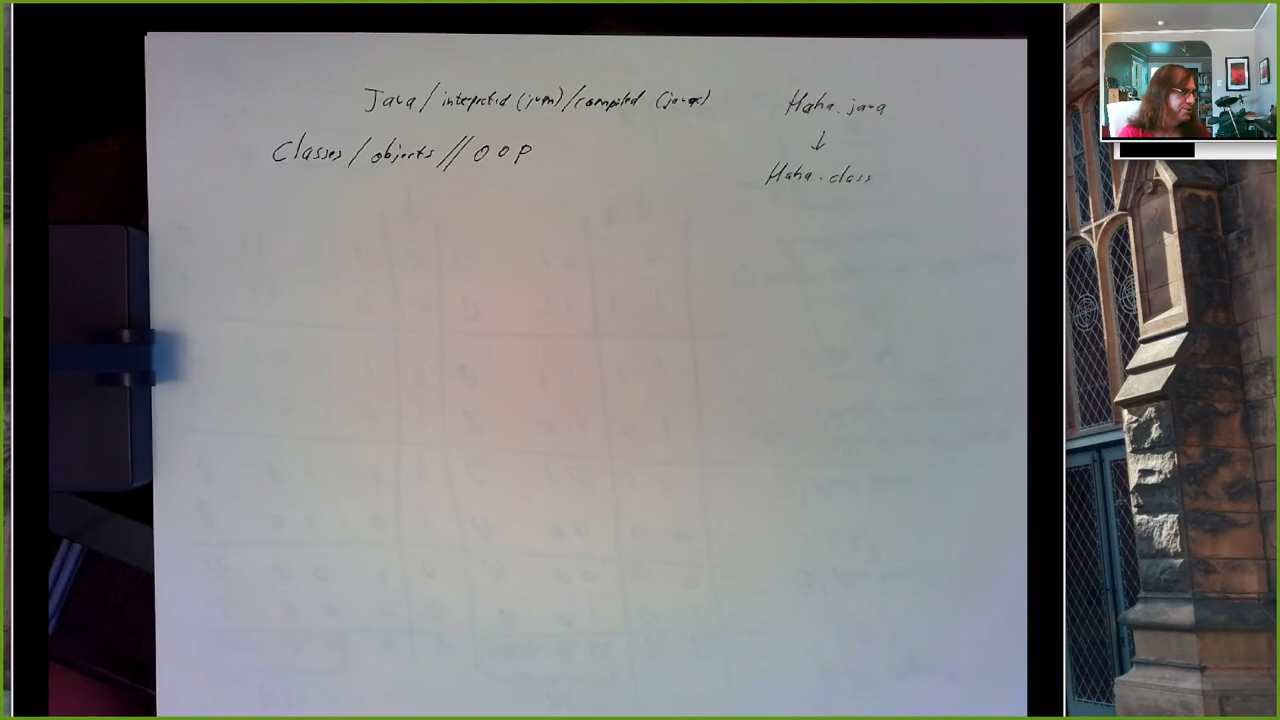 Java / interpreted (jvm) / compiled (javac)
Classes / objects // OOP
Haha.java
↓
Haha.class